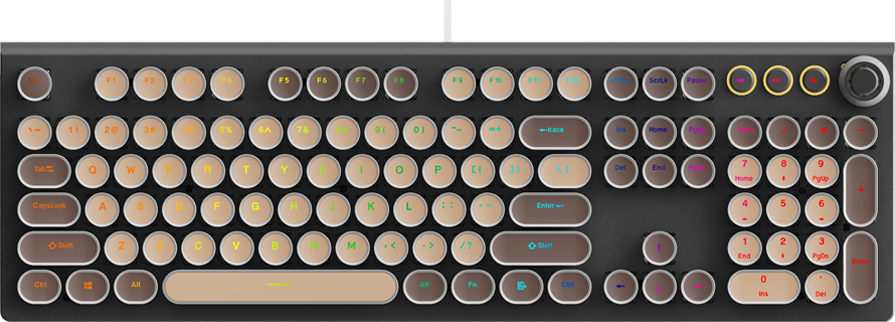 F1 F2 F3 F4 F5 F6 F7 F8 F9 F10 F11 F12 ScrLk Pause
\ ~ 1! 2@ 3# 5% 6^ 7& 9( 0) -_ =+ ←Back Ins Home PgUp
Tab Q W E R T Y U I O P [{ ]} \| Del End 7 Home 8 ↑ 9 PgUp
CapsLock A S D F G H J K L ; : Enter↵ 4 ← 5 6 → +
⇧Shift Z X C V B N M , < . > /? ⇧Shift ↑ 1 End 2 ↓ 3 PgDn Enter
Ctrl Alt Alt Fn Ctrl ← ↓ → 0 Ins . Del